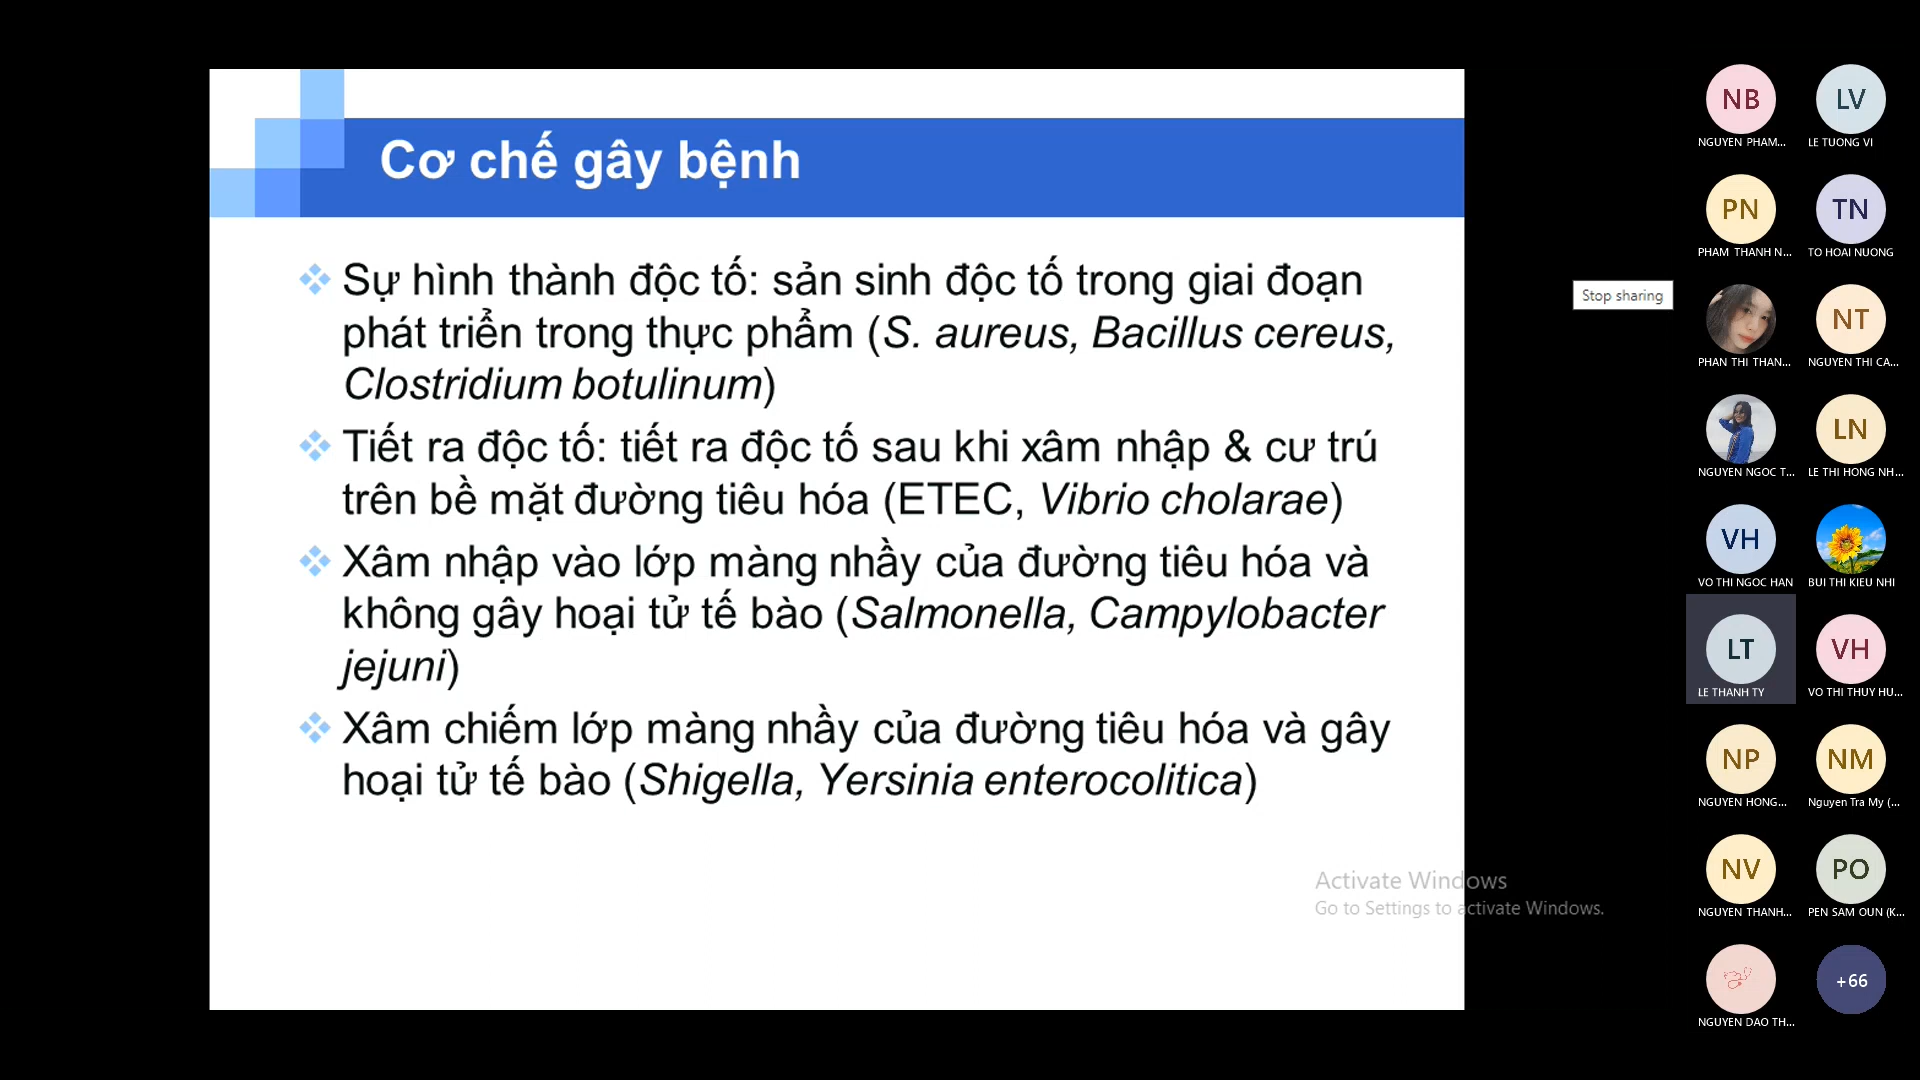 Cơ chế gây bệnh
Sự hình thành độc tố: sản sinh độc tố trong giai đoạn
phát triển trong thực phẩm (S. aureus, Bacillus cereus,
Clostridium botulinum)
Tiết ra độc tố: tiết ra độc tố sau khi xâm nhập & cư trú
trên bề mặt đường tiêu hóa (ETEC, Vibrio cholarae)
Xâm nhập vào lớp màng nhầy của đường tiêu hóa và
không gây hoại tử tế bào (Salmonella, Campylobacter
jejuni)
Xâm chiếm lớp màng nhầy của đường tiêu hóa và gây
hoại tử tế bào (Shigella, Yersinia enterocolitica)
Activate Windows
Go to Settings to activate Windows.
Stop sharing
NB LV
NGUYEN PHAM... LE TUONG VI
PN TN
PHAM THANH N... TO HOAI NUONG
NT
PHAN THI THAN... NGUYEN THI CA...
LN
NGUYEN NGOC T... LE THI HONG NH...
VH
VO THI NGOC HAN BUI THI KIEU NHI
LT VH
LE THANH TY VO THI THUY HU...
NP NM
NGUYEN HONG... Nguyen Tra My (...
NV PO
NGUYEN THANH... PEN SAM OUN (K...
+66
NGUYEN DAO TH...